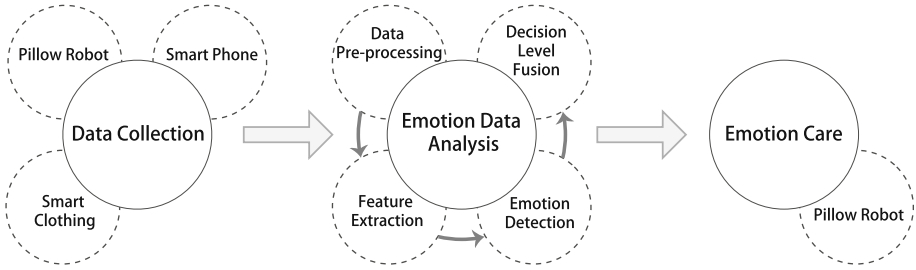 Pillow Robot
Smart Phone
Data Collection
Smart
Clothing
Data
Pre-processing
Decision
Level
Fusion
Emotion Data
Analysis
Feature
Extraction
Emotion
Detection
Emotion Care
Pillow Robot